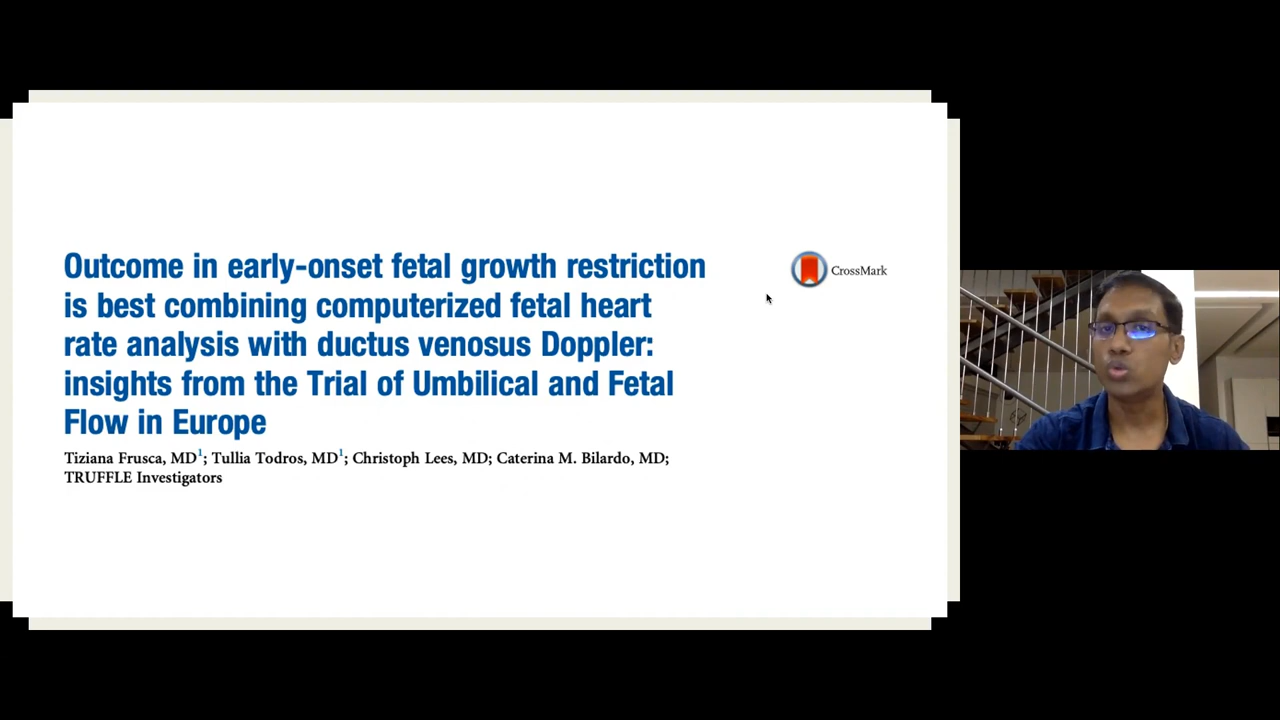 Outcome in early-onset fetal growth restriction
is best combining computerized fetal heart
rate analysis with ductus venosus Doppler:
insights from the Trial of Umbilical and Fetal
Flow in Europe
Tiziana Frusca, MD1; Tullia Todros, MD1; Christoph Lees, MD; Caterina M. Bilardo, MD;
TRUFFLE Investigators
CrossMark